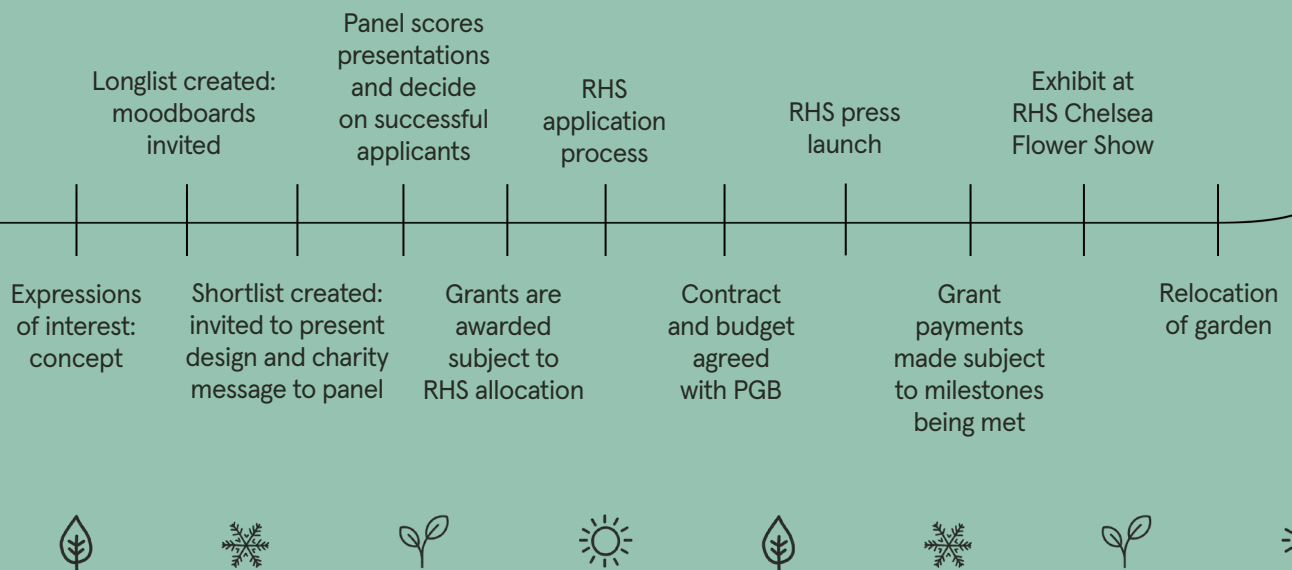 Expressions
of interest:
concept
Longlist created:
moodboards
invited
Shortlist created:
invited to present
design and charity
message to panel
Panel scores
presentations
and decide
on successful
applicants
Grants are
awarded
subject to
RHS allocation
RHS
application
process
Contract
and budget
agreed
with PGB
RHS press
launch
Grant
payments
made subject
to milestones
being met
Exhibit at
RHS Chelsea
Flower Show
Relocation
of garden